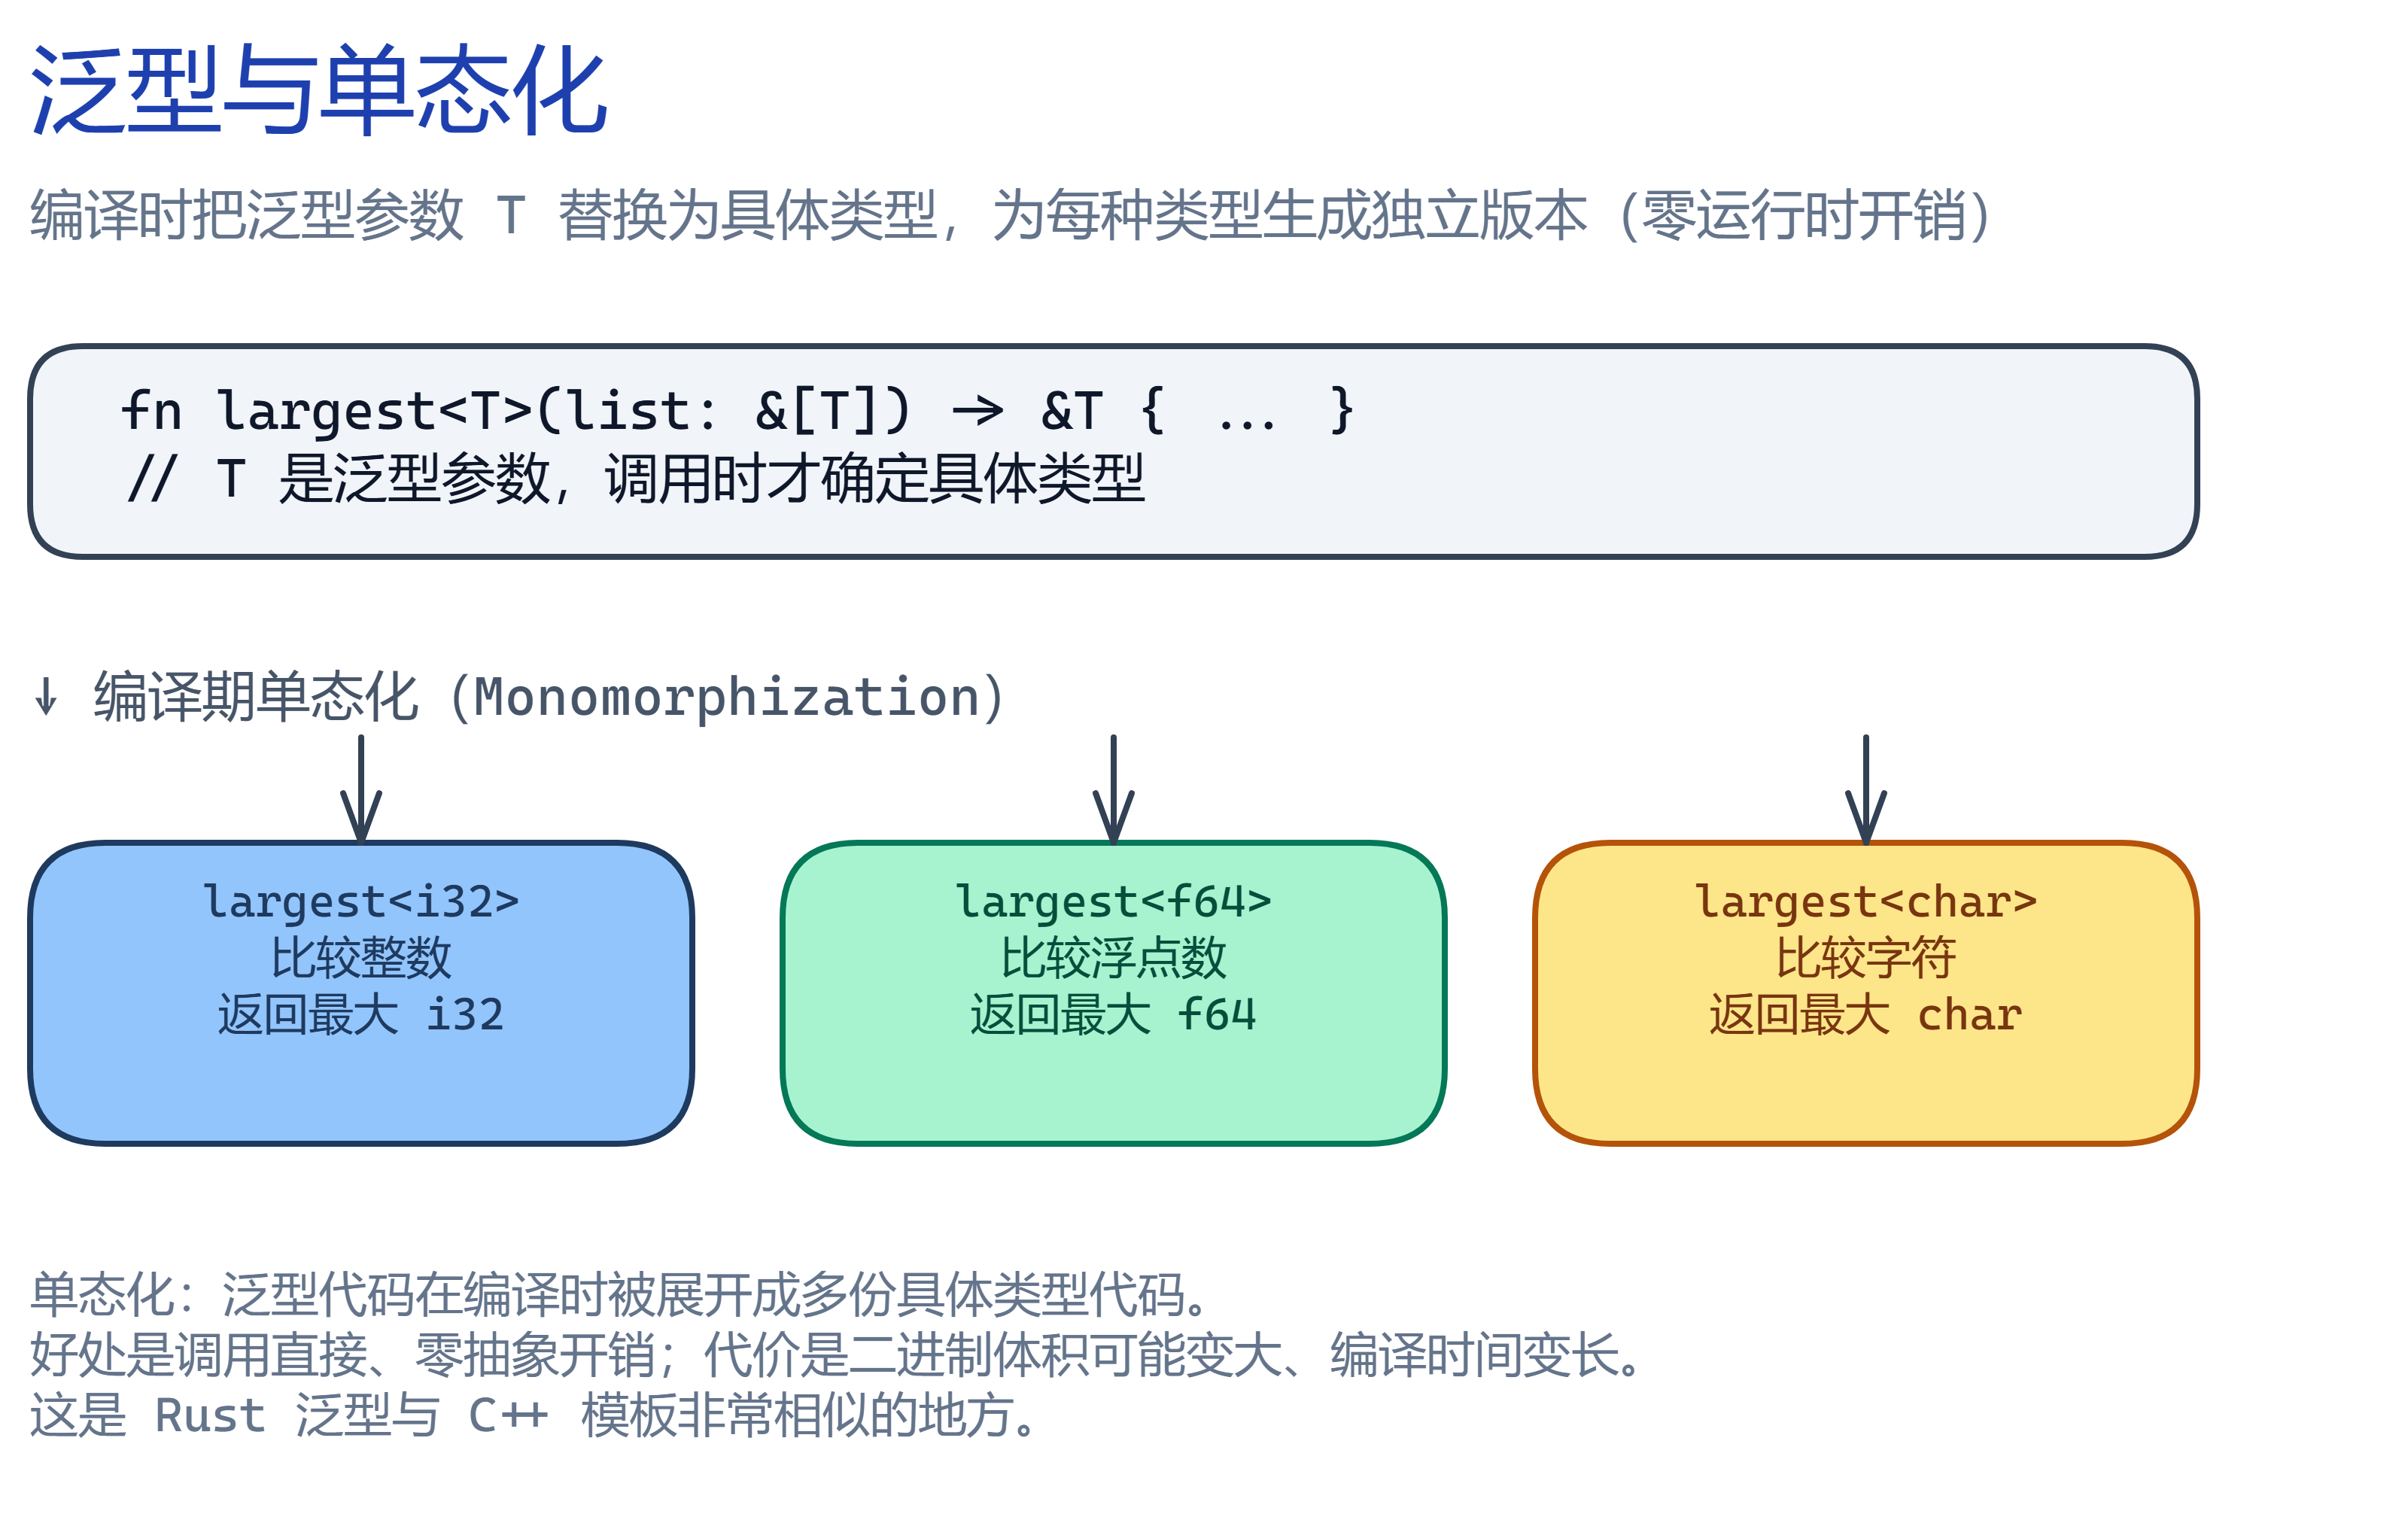 泛型与单态化
编译时把泛型参数 T 替换为具体类型，为每种类型生成独立版本（零运行时开销）
fn largest<T>(list: &[T]) -> &T { ... }
// T 是泛型参数，调用时才确定具体类型
↓ 编译期单态化（Monomorphization）
largest<i32>
比较整数
返回最大 i32
largest<f64>
比较浮点数
返回最大 f64
largest<char>
比较字符
返回最大 char
单态化：泛型代码在编译时被展开成多份具体类型代码。
好处是调用直接、零抽象开销；代价是二进制体积可能变大、编译时间变长。
这是 Rust 泛型与 C++ 模板非常相似的地方。